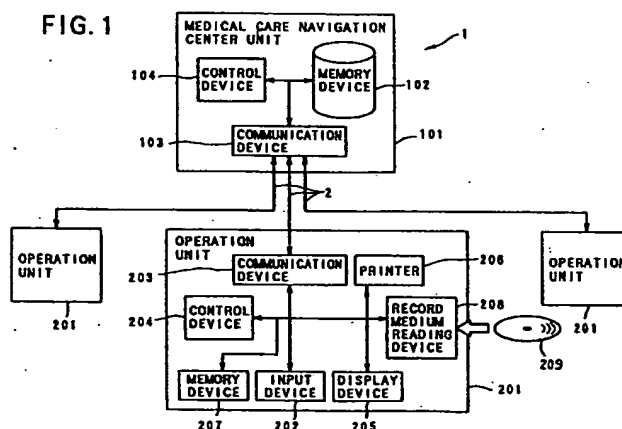 FIG. 1
MEDICAL CARE NAVIGATION
CENTER UNIT
1
104
CONTROL
DEVICE
MEMORY
DEVICE
102
103
COMMUNICATION
DEVICE
101
2
OPERATION
UNIT
201
OPERATION
UNIT
203
COMMUNICATION
DEVICE
PRINTER
206
204
CONTROL
DEVICE
RECORD
MEDIUM
READING
DEVICE
208
209
MEMORY
DEVICE
207
INPUT
DEVICE
202
DISPLAY
DEVICE
205
201
OPERATION
UNIT
201